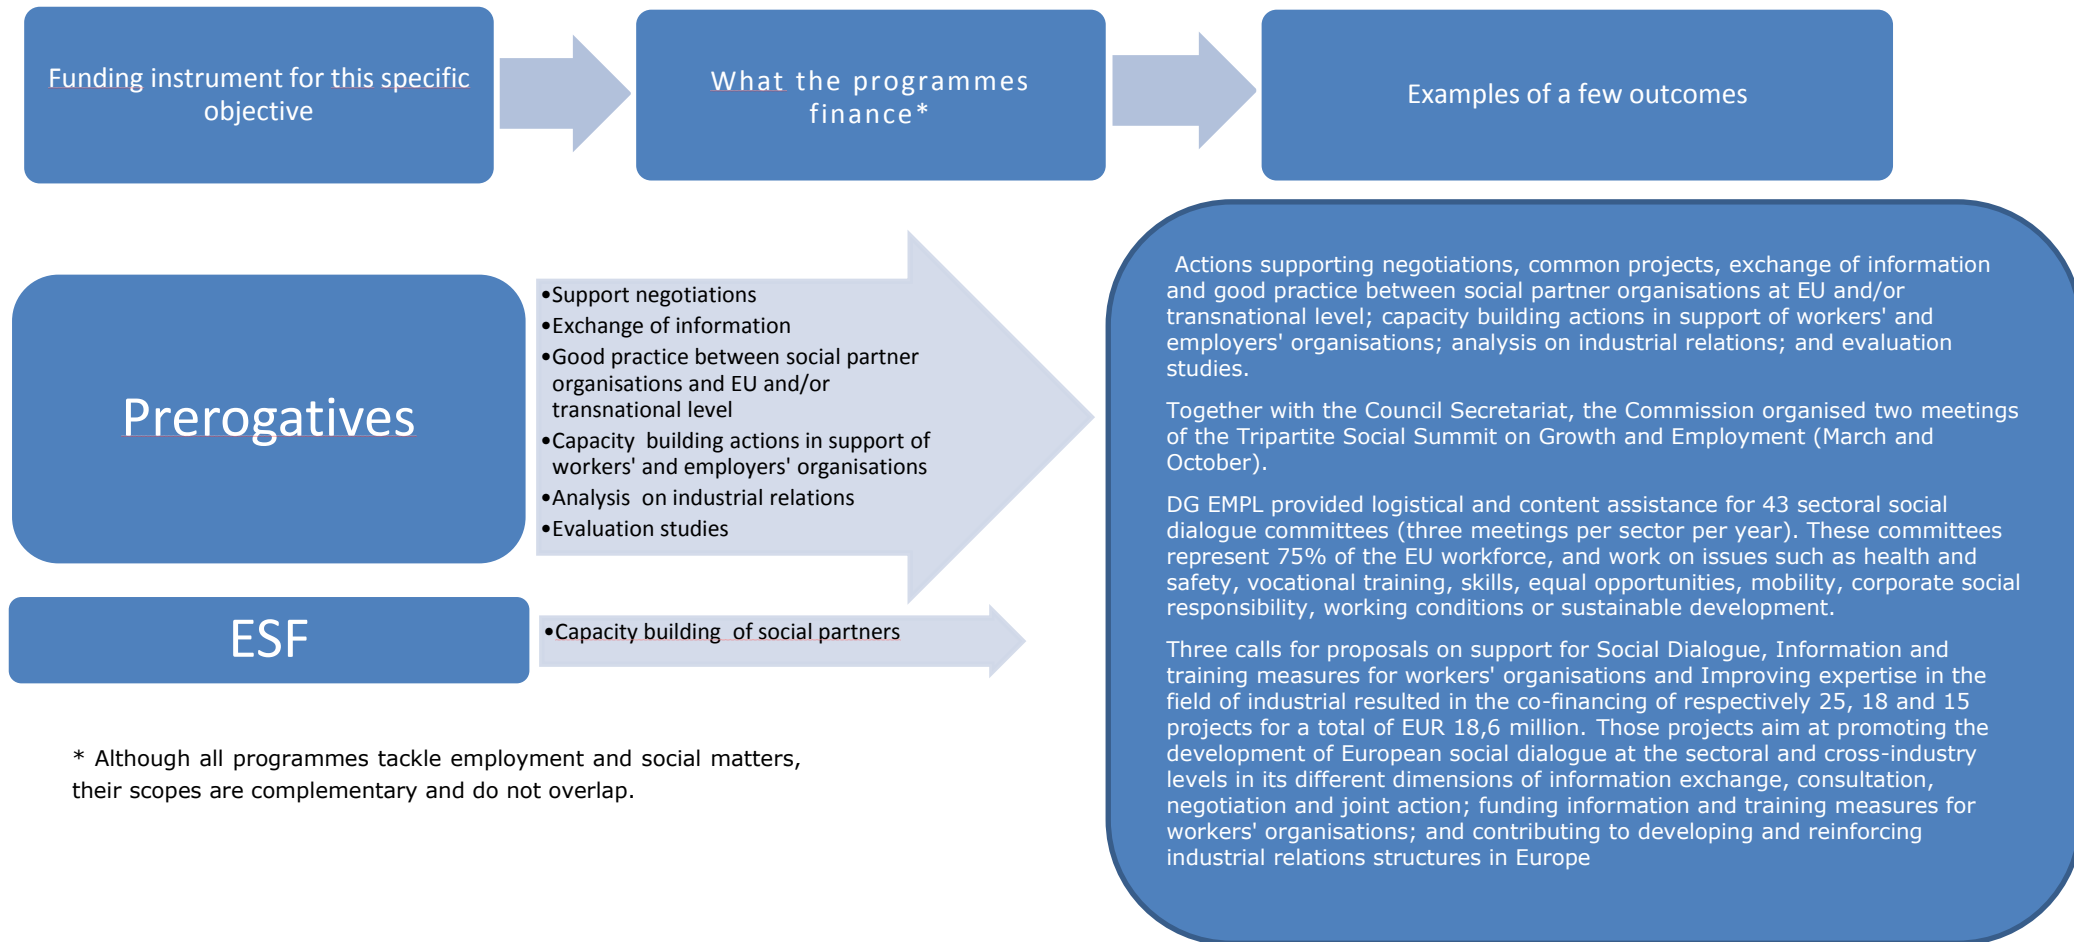 Funding instrument for this specific
objective
What the programmes
finance*
Examples of a few outcomes
Prerogatives
•Support negotiations
•Exchange of information
•Good practice between social partner
organisations and EU and/or
transnational level
•Capacity building actions in support of
workers' and employers' organisations
•Analysis on industrial relations
•Evaluation studies
ESF
•Capacity building of social partners
* Although all programmes tackle employment and social matters,
their scopes are complementary and do not overlap.
Actions supporting negotiations, common projects, exchange of information
and good practice between social partner organisations at EU and/or
transnational level; capacity building actions in support of workers' and
employers' organisations; analysis on industrial relations; and evaluation
studies.
Together with the Council Secretariat, the Commission organised two meetings
of the Tripartite Social Summit on Growth and Employment (March and
October).
DG EMPL provided logistical and content assistance for 43 sectoral social
dialogue committees (three meetings per sector per year). These committees
represent 75% of the EU workforce, and work on issues such as health and
safety, vocational training, skills, equal opportunities, mobility, corporate social
responsibility, working conditions or sustainable development.
Three calls for proposals on support for Social Dialogue, Information and
training measures for workers' organisations and Improving expertise in the
field of industrial resulted in the co-financing of respectively 25, 18 and 15
projects for a total of EUR 18,6 million. Those projects aim at promoting the
development of European social dialogue at the sectoral and cross-industry
levels in its different dimensions of information exchange, consultation,
negotiation and joint action; funding information and training measures for
workers' organisations; and contributing to developing and reinforcing
industrial relations structures in Europe